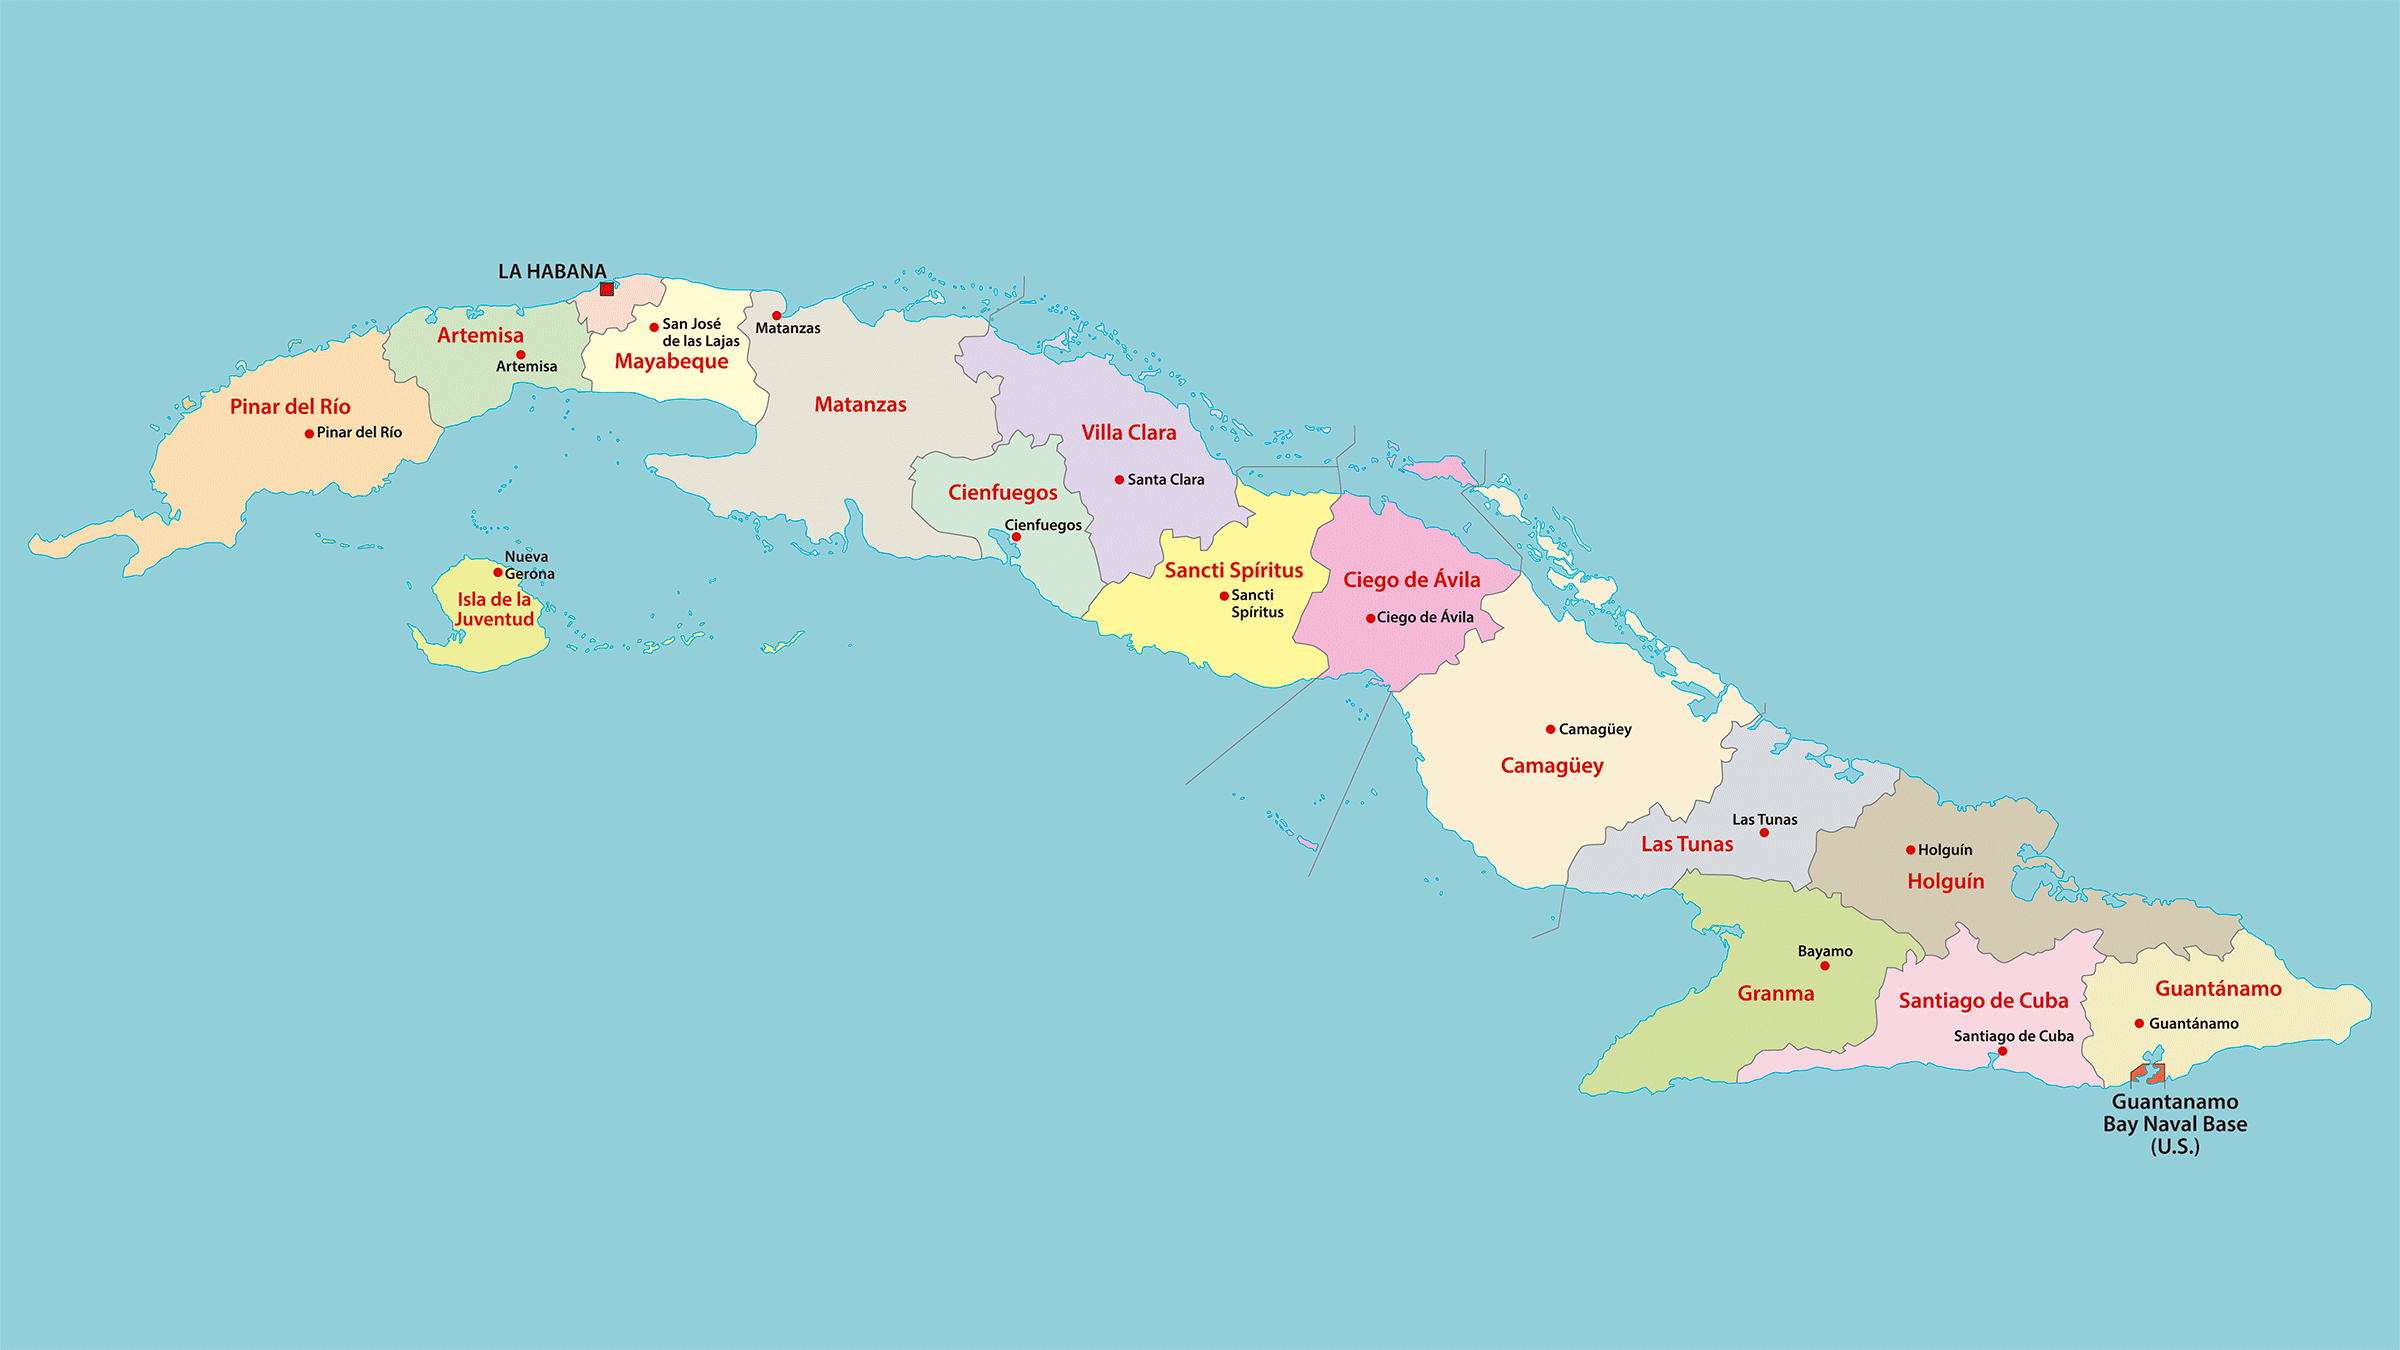 LA HABANA
Artemisa
Artemisa
San José
de las Lajas
Mayabeque
Matanzas
Matanzas
Pinar del Río
Pinar del Río
Villa Clara
Santa Clara
Cienfuegos
Cienfuegos
Nueva
Gerona
Isla de la
Juventud
Sancti Spíritus
Sancti
Spíritus
Ciego de Ávila
Ciego de Ávila
Camagüey
Camagüey
Las Tunas
Las Tunas
Holguín
Holguín
Bayamo
Granma
Santiago de Cuba
Santiago de Cuba
Guantánamo
Guantánamo
Guantanamo
Bay Naval Base
(U.S.)